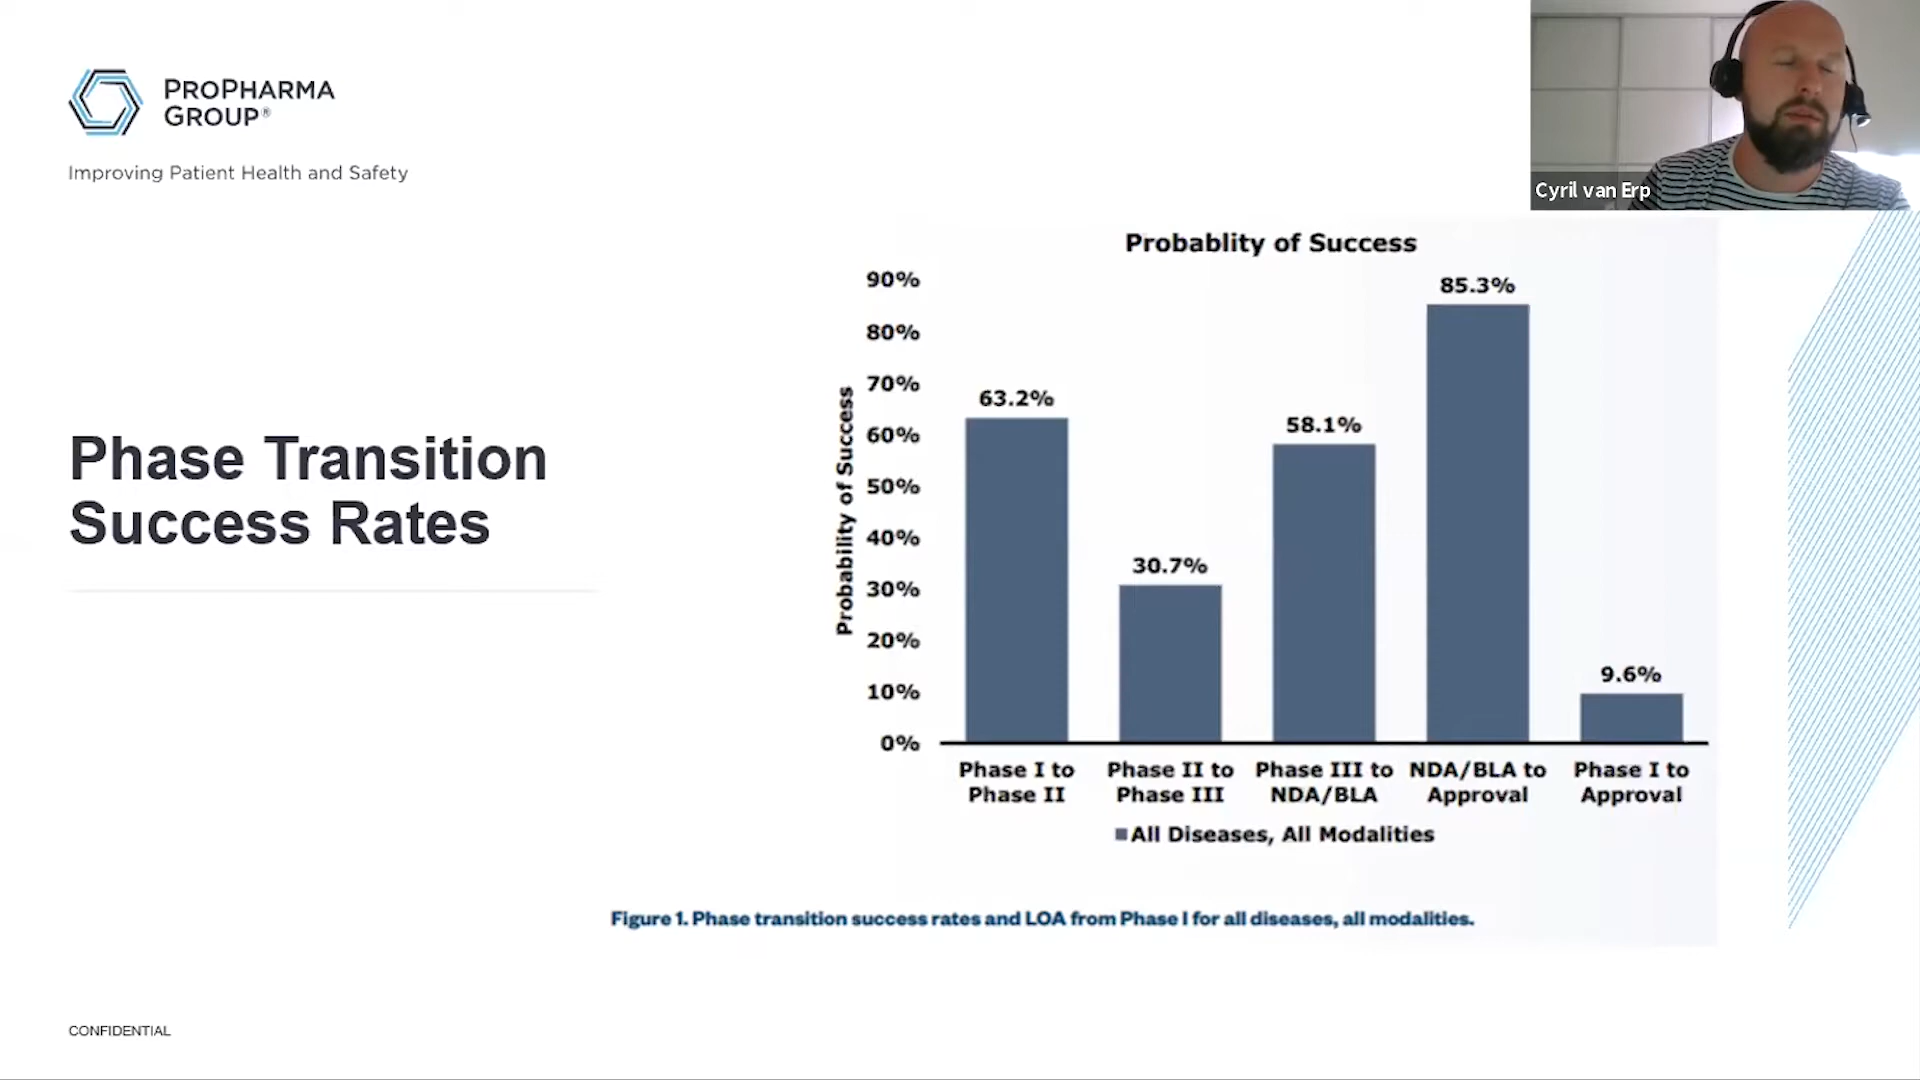 PROPHARMA
GROUP®
Improving Patient Health and Safety
Cyril van Erp
Phase Transition
Success Rates
Probablity of Success
Probability of Success
90%
80%
70%
60%
50%
40%
30%
20%
10%
0%
63.2%
30.7%
58.1%
85.3%
9.6%
Phase I to
Phase II
Phase II to
Phase III
Phase III to
NDA/BLA
NDA/BLA to
Approval
Phase I to
Approval
All Diseases, All Modalities
Figure 1. Phase transition success rates and LOA from Phase I for all diseases, all modalities.
CONFIDENTIAL